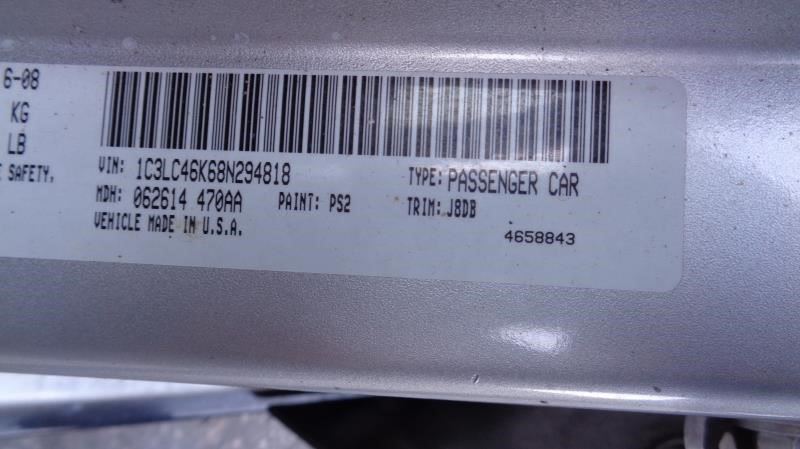 6-08
KG
LB
E SAFETY.
VIN: 1C3LC46K68N294818 TYPE: PASSENGER CAR
MDH: 062614 470AA PAINT: PS2 TRIM: J8DB
VEHICLE MADE IN U.S.A.
4658843